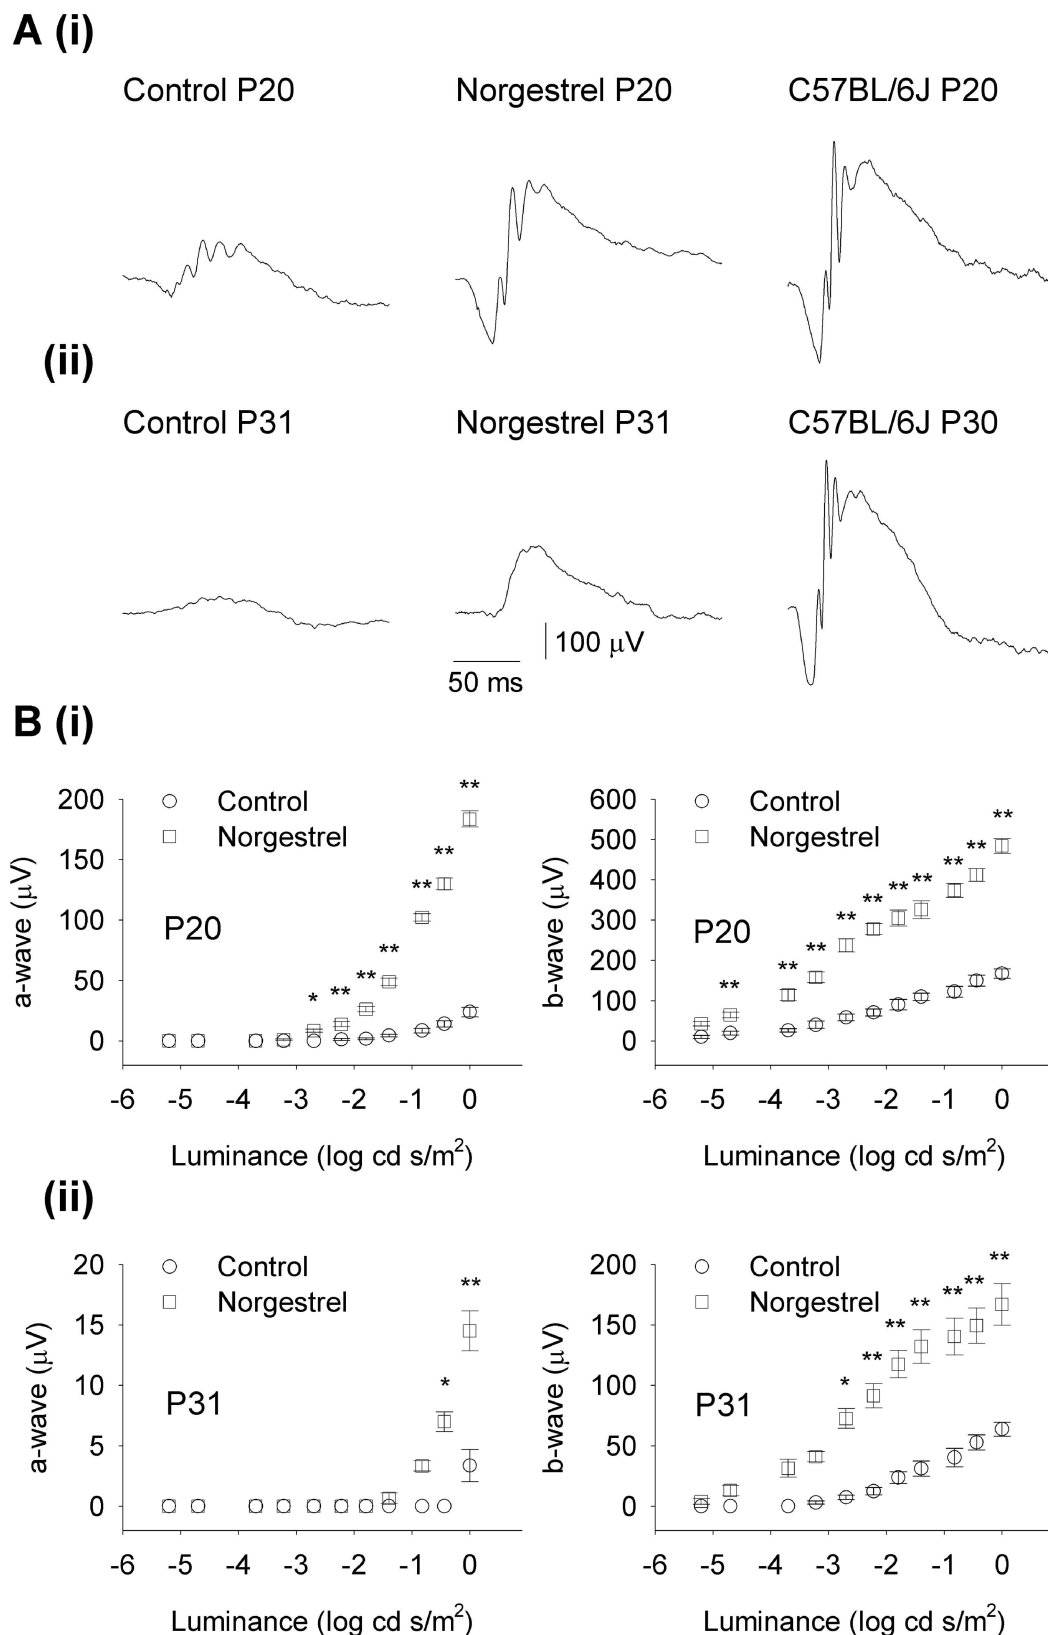 A (i)
Control P20 Norgestrel P20 C57BL/6J P20
(ii)
Control P31 Norgestrel P31 C57BL/6J P30
100 μV
50 ms
B (i)
a-wave (μV)
200
150
100
50
0
Control
Norgestrel
P20
* ** ** ** ** ** **
-6 -5 -4 -3 -2 -1 0
Luminance (log cd s/m²)
b-wave (μV)
600
500
400
300
200
100
0
Control
Norgestrel
P20
** ** ** ** ** ** ** ** ** **
-6 -5 -4 -3 -2 -1 0
Luminance (log cd s/m²)
(ii)
a-wave (μV)
20
15
10
5
0
Control
Norgestrel
P31
* **
-6 -5 -4 -3 -2 -1 0
Luminance (log cd s/m²)
b-wave (μV)
200
150
100
50
0
Control
Norgestrel
P31
* ** ** ** ** ** **
-6 -5 -4 -3 -2 -1 0
Luminance (log cd s/m²)